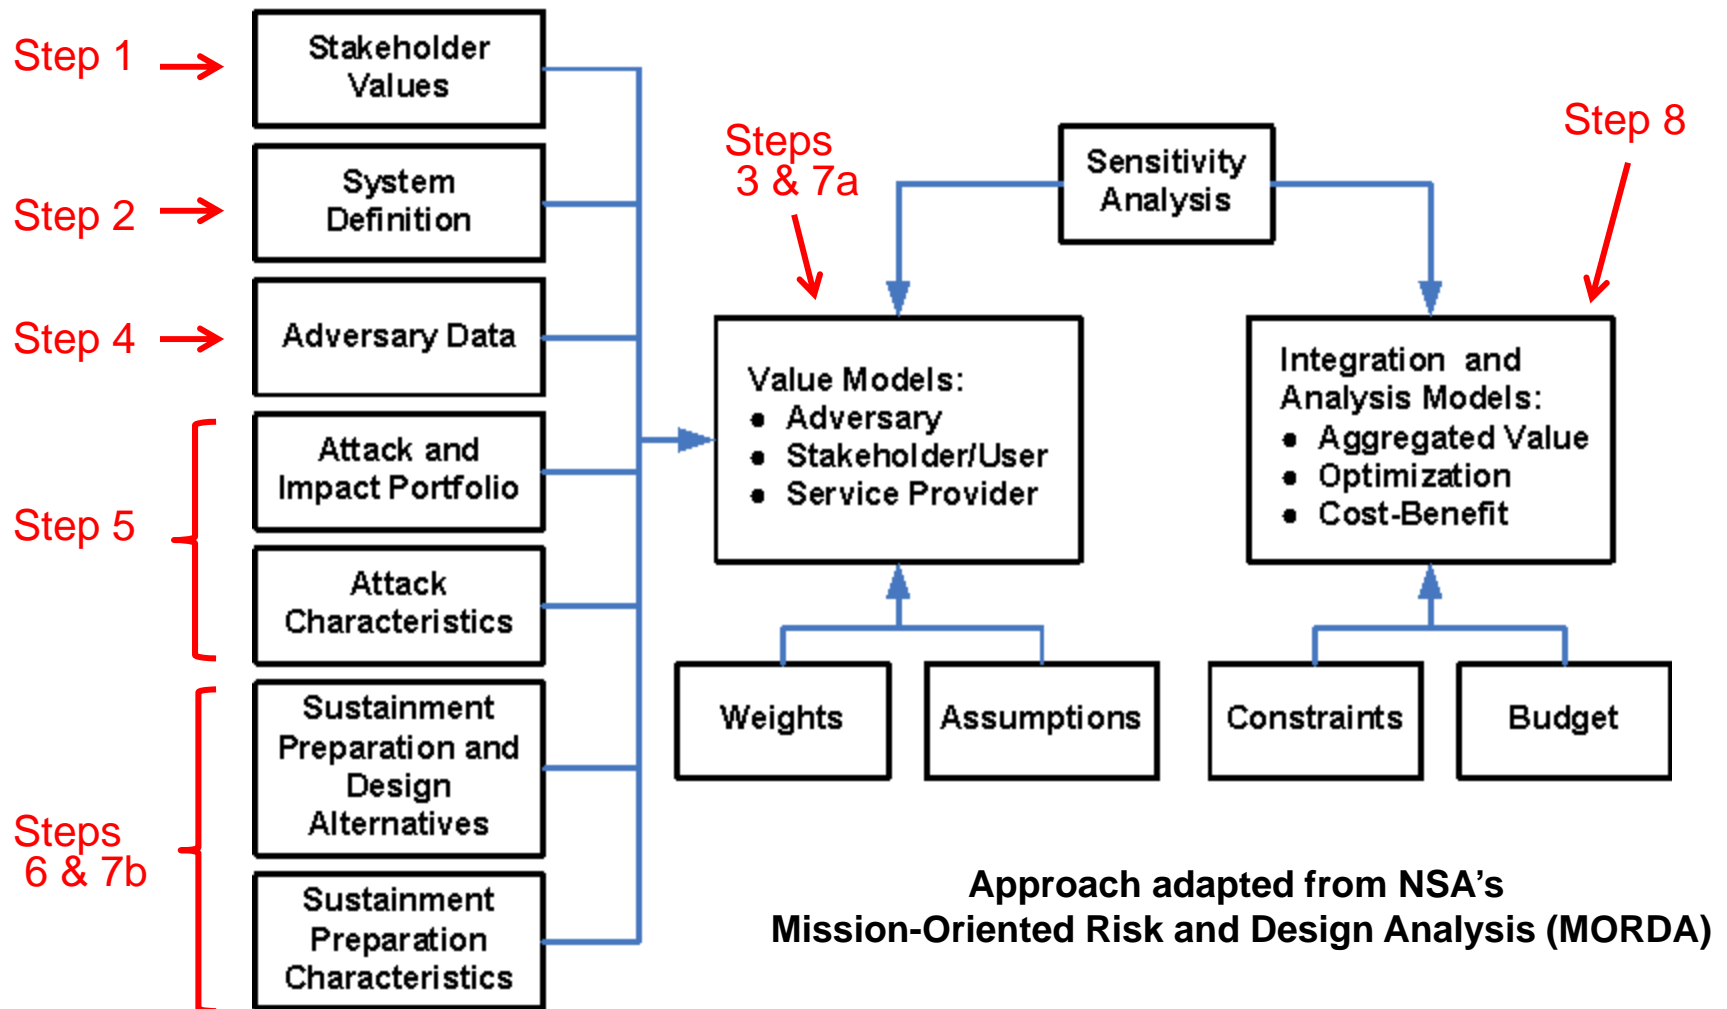 Step 1
Stakeholder
Values
Step 2
System
Definition
Step 4
Adversary Data
Step 5
Attack and
Impact Portfolio
Attack
Characteristics
Steps
6 & 7b
Sustainment
Preparation and
Design
Alternatives
Sustainment
Preparation
Characteristics
Steps
3 & 7a
Value Models:
● Adversary
● Stakeholder/User
● Service Provider
Weights
Assumptions
Sensitivity
Analysis
Step 8
Integration and
Analysis Models:
● Aggregated Value
● Optimization
● Cost-Benefit
Constraints
Budget
Approach adapted from NSA’s
Mission-Oriented Risk and Design Analysis (MORDA)